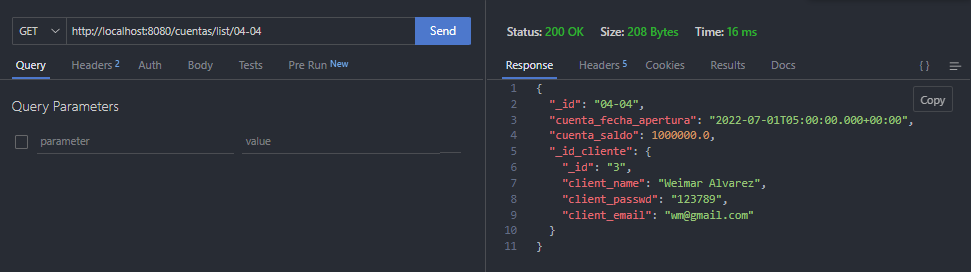 GET http://localhost:8080/cuentas/list/04-04 Send
Query Headers 2 Auth Body Tests Pre Run New
Query Parameters
parameter value
Status: 200 OK Size: 208 Bytes Time: 16 ms
Response Headers 5 Cookies Results Docs { }
Copy
1 {
2 "_id": "04-04",
3 "cuenta_fecha_apertura": "2022-07-01T05:00:00.000+00:00",
4 "cuenta_saldo": 1000000.0,
5 "_id_cliente": {
6 "_id": "3",
7 "client_name": "Weimar Alvarez",
8 "client_passwd": "123789",
9 "client_email": "wm@gmail.com"
10 }
11 }